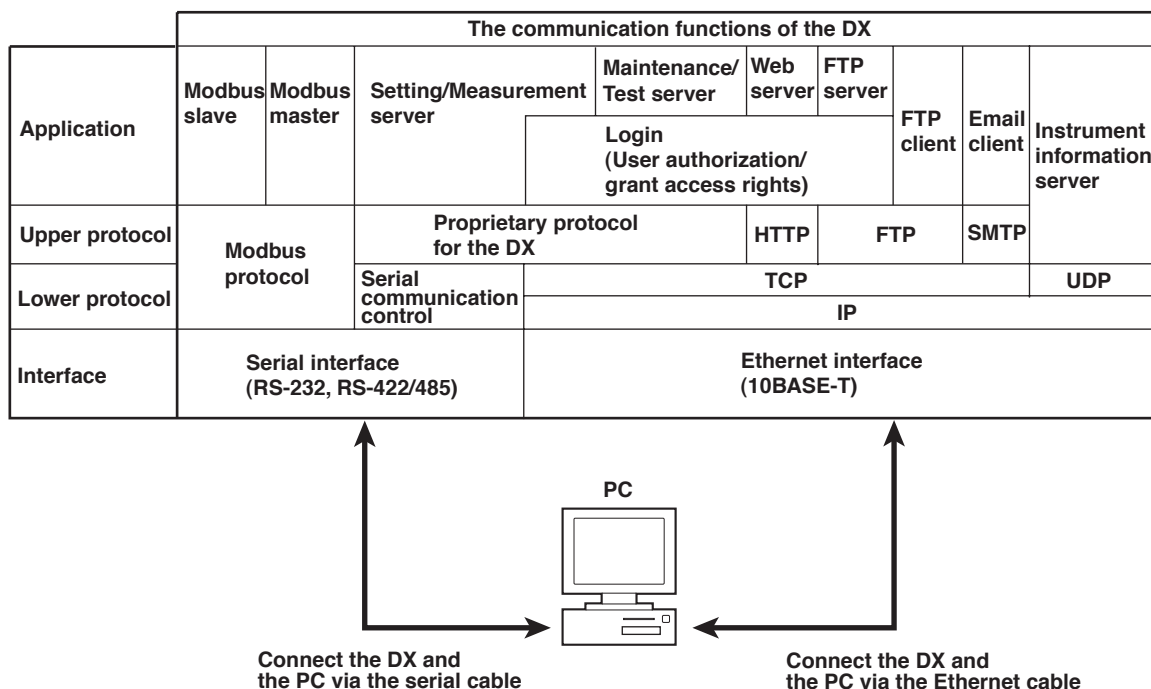 The communication functions of the DX
Application
Modbus
slave
Modbus
master
Setting/Measurement
server
Maintenance/
Test server
Web
server
FTP
server
Login
(User authorization/
grant access rights)
FTP
client
Email
client
Instrument
information
server
Upper protocol
Modbus
protocol
Proprietary protocol
for the DX
HTTP
FTP
SMTP
Lower protocol
Serial
communication
control
TCP
UDP
IP
Interface
Serial interface
(RS-232, RS-422/485)
Ethernet interface
(10BASE-T)
PC
Connect the DX and
the PC via the serial cable
Connect the DX and
the PC via the Ethernet cable